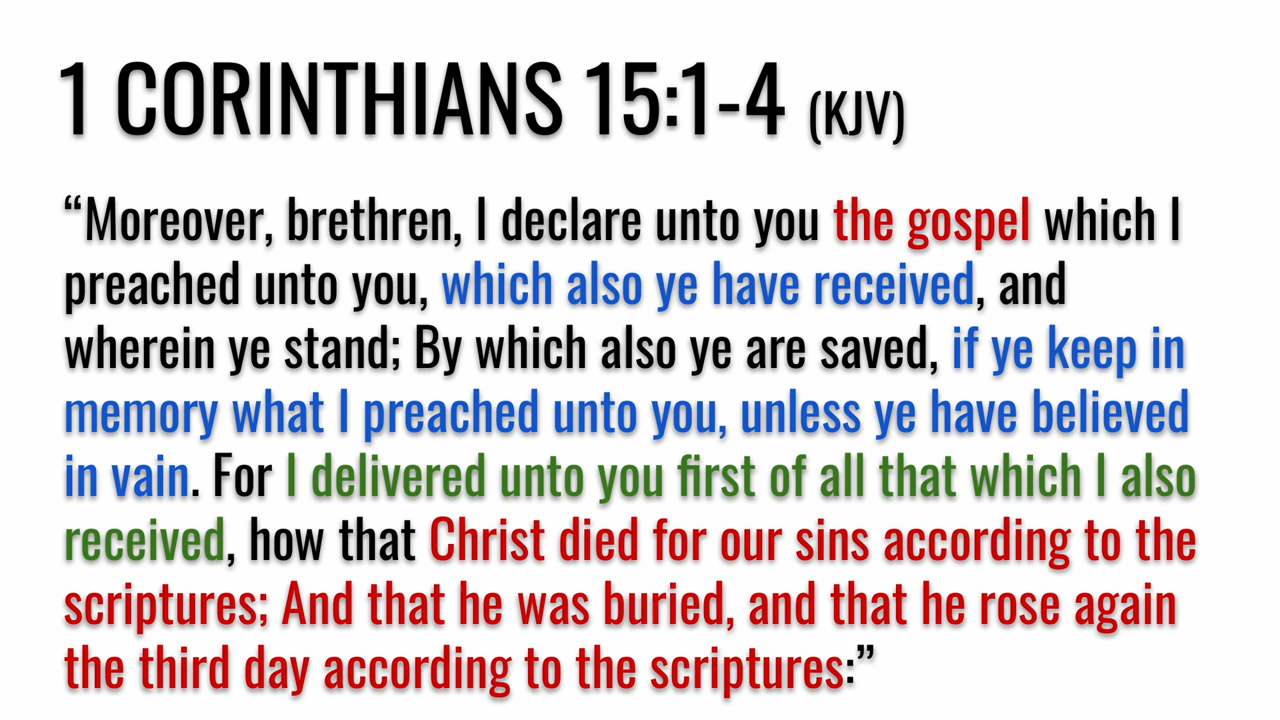 1 CORINTHIANS 15:1-4 (KJV)
“Moreover, brethren, I declare unto you the gospel which I
preached unto you, which also ye have received, and
wherein ye stand; By which also ye are saved, if ye keep in
memory what I preached unto you, unless ye have believed
in vain. For I delivered unto you first of all that which I also
received, how that Christ died for our sins according to the
scriptures; And that he was buried, and that he rose again
the third day according to the scriptures:”